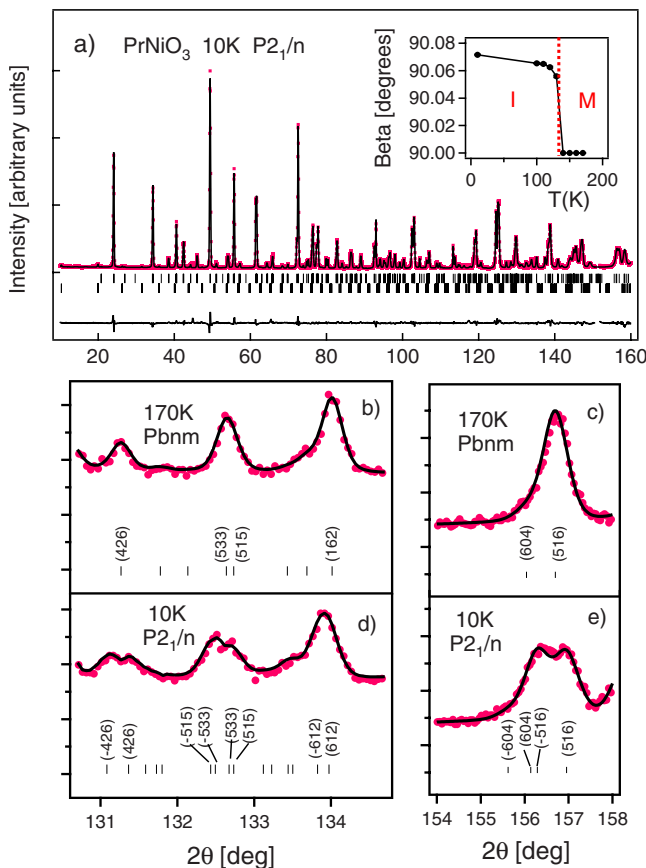 a) PrNiO3 10K P21/n
Intensity [arbitrary units]
90.08
90.06
90.04
90.02
90.00
Beta [degrees]
I M
0 100 200
T(K)
20 40 60 80 100 120 140 160
170K
Pbnm
b)
(426) (533) (515) (162)
170K
Pbnm
c)
(604) (516)
10K
P21/n
d)
(-426) (426) (-515) (-533) (533) (515) (-612) (612)
10K
P21/n
e)
(-604) (604) (-516) (516)
131 132 133 134
2θ [deg]
154 155 156 157 158
2θ [deg]